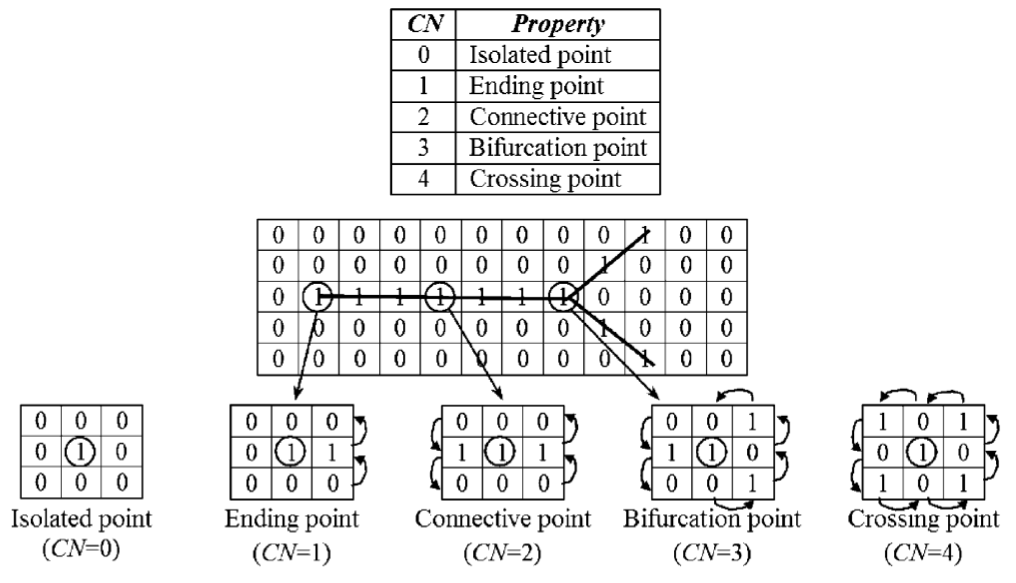 CN Property
0 Isolated point
1 Ending point
2 Connective point
3 Bifurcation point
4 Crossing point
0 0 0 0 0 0 0 0 0 1 0 0
0 0 0 0 0 0 0 0 1 0 0 0
0 1 1 1 1 1 1 1 0 0 0 0
0 0 0 0 0 0 0 0 1 0 0 0
0 0 0 0 0 0 0 0 0 1 0 0
0 0 0 0 0 0 0 0 0 0 0 1 1 0 1
0 1 0 0 1 1 1 1 1 1 1 0 0 1 0
0 0 0 0 0 0 0 0 0 0 0 1 1 0 1
Isolated point Ending point Connective point Bifurcation point Crossing point
(CN=0) (CN=1) (CN=2) (CN=3) (CN=4)